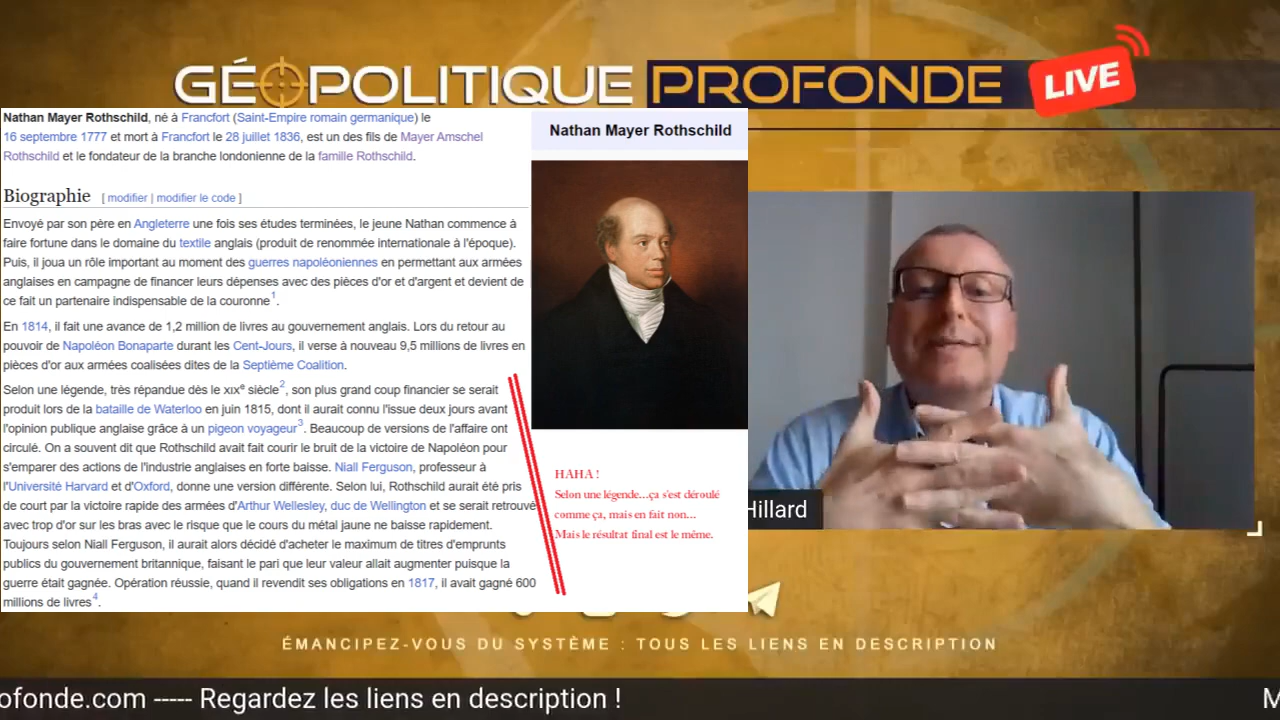 GÉOPOLITIQUE PROFONDE
LIVE
Nathan Mayer Rothschild, né à Francfort (Saint-Empire romain germanique) le
16 septembre 1777 et mort à Francfort le 28 juillet 1836, est un des fils de Mayer Amschel
Rothschild et le fondateur de la branche londonienne de la famille Rothschild.
Biographie [ modifier | modifier le code ]
Envoyé par son père en Angleterre une fois ses études terminées, le jeune Nathan commence à
faire fortune dans le domaine du textile anglais (produit de renommée internationale à l'époque).
Puis, il joua un rôle important au moment des guerres napoléoniennes en permettant aux armées
anglaises en campagne de financer leurs dépenses avec des pièces d'or et d'argent et devient de
ce fait un partenaire indispensable de la couronne1.
En 1814, il fait une avance de 1,2 million de livres au gouvernement anglais. Lors du retour au
pouvoir de Napoléon Bonaparte durant les Cent-Jours, il verse à nouveau 9,5 millions de livres en
pièces d'or aux armées coalisées dites de la Septième Coalition.
Selon une légende, très répandue dès le XIXe siècle2, son plus grand coup financier se serait
produit lors de la bataille de Waterloo en juin 1815, dont il aurait connu l'issue deux jours avant
l'opinion publique anglaise grâce à un pigeon voyageur3. Beaucoup de versions de l'affaire ont
circulé. On a souvent dit que Rothschild avait fait courir le bruit de la victoire de Napoléon pour
s'emparer des actions de l'industrie anglaises en forte baisse. Niall Ferguson, professeur à
l'Université Harvard et d'Oxford, donne une version différente. Selon lui, Rothschild aurait été pris
de court par la victoire rapide des armées d'Arthur Wellesley, duc de Wellington et se serait retrouvé
avec trop d'or sur les bras avec le risque que le cours du métal jaune ne baisse rapidement.
Toujours selon Niall Ferguson, il aurait alors décidé d'acheter le maximum de titres d'emprunts
publics du gouvernement britannique, faisant le pari que leur valeur allait augmenter puisque la
guerre était gagnée. Opération réussie, quand il revendit ses obligations en 1817, il avait gagné 600
millions de livres4.
Nathan Mayer Rothschild
HAHA !
Selon une légende...ça s'est déroulé
comme ça, mais en fait non...
Mais le résultat final est le même.
Hillard
ÉMANCIPEZ-VOUS DU SYSTÈME : TOUS LES LIENS EN DESCRIPTION
ofonde.com ----- Regardez les liens en description ! M